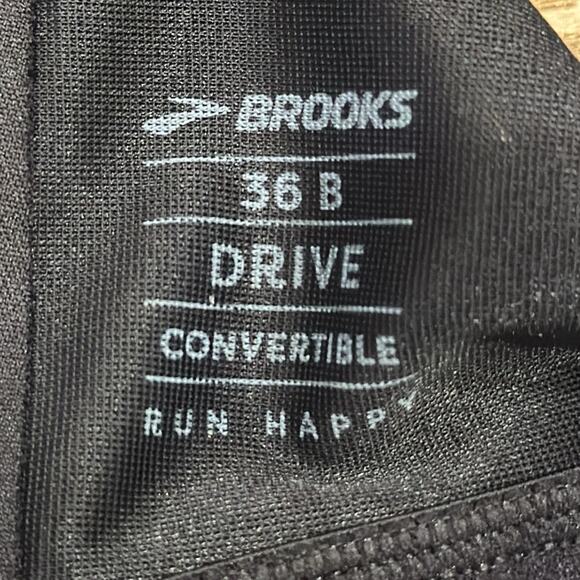 BROOKS
36 B
DRIVE
CONVERTIBLE
RUN HAPPY